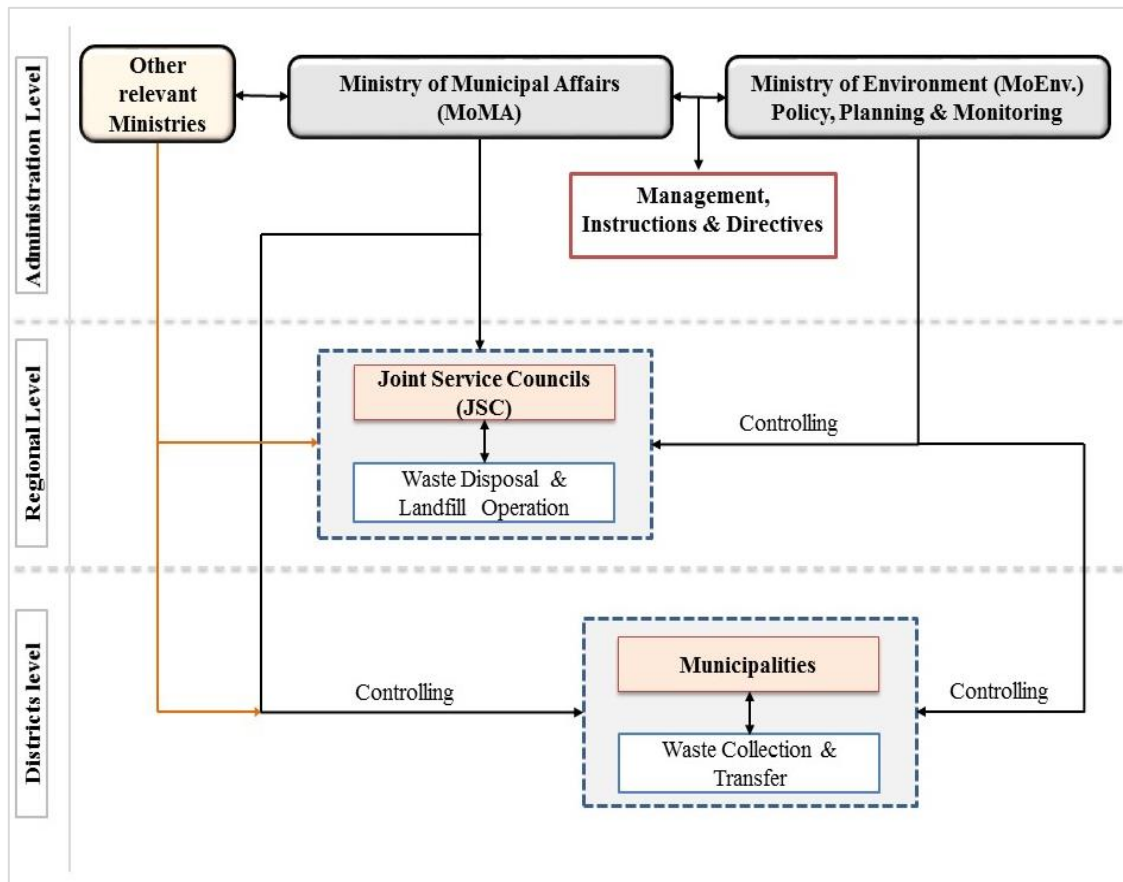 Administration Level
Other
relevant
Ministries
Ministry of Municipal Affairs
(MoMA)
Ministry of Environment (MoEnv.)
Policy, Planning & Monitoring
Management,
Instructions & Directives
Regional Level
Joint Service Councils
(JSC)
Waste Disposal &
Landfill Operation
Controlling
Districts level
Municipalities
Waste Collection &
Transfer
Controlling
Controlling